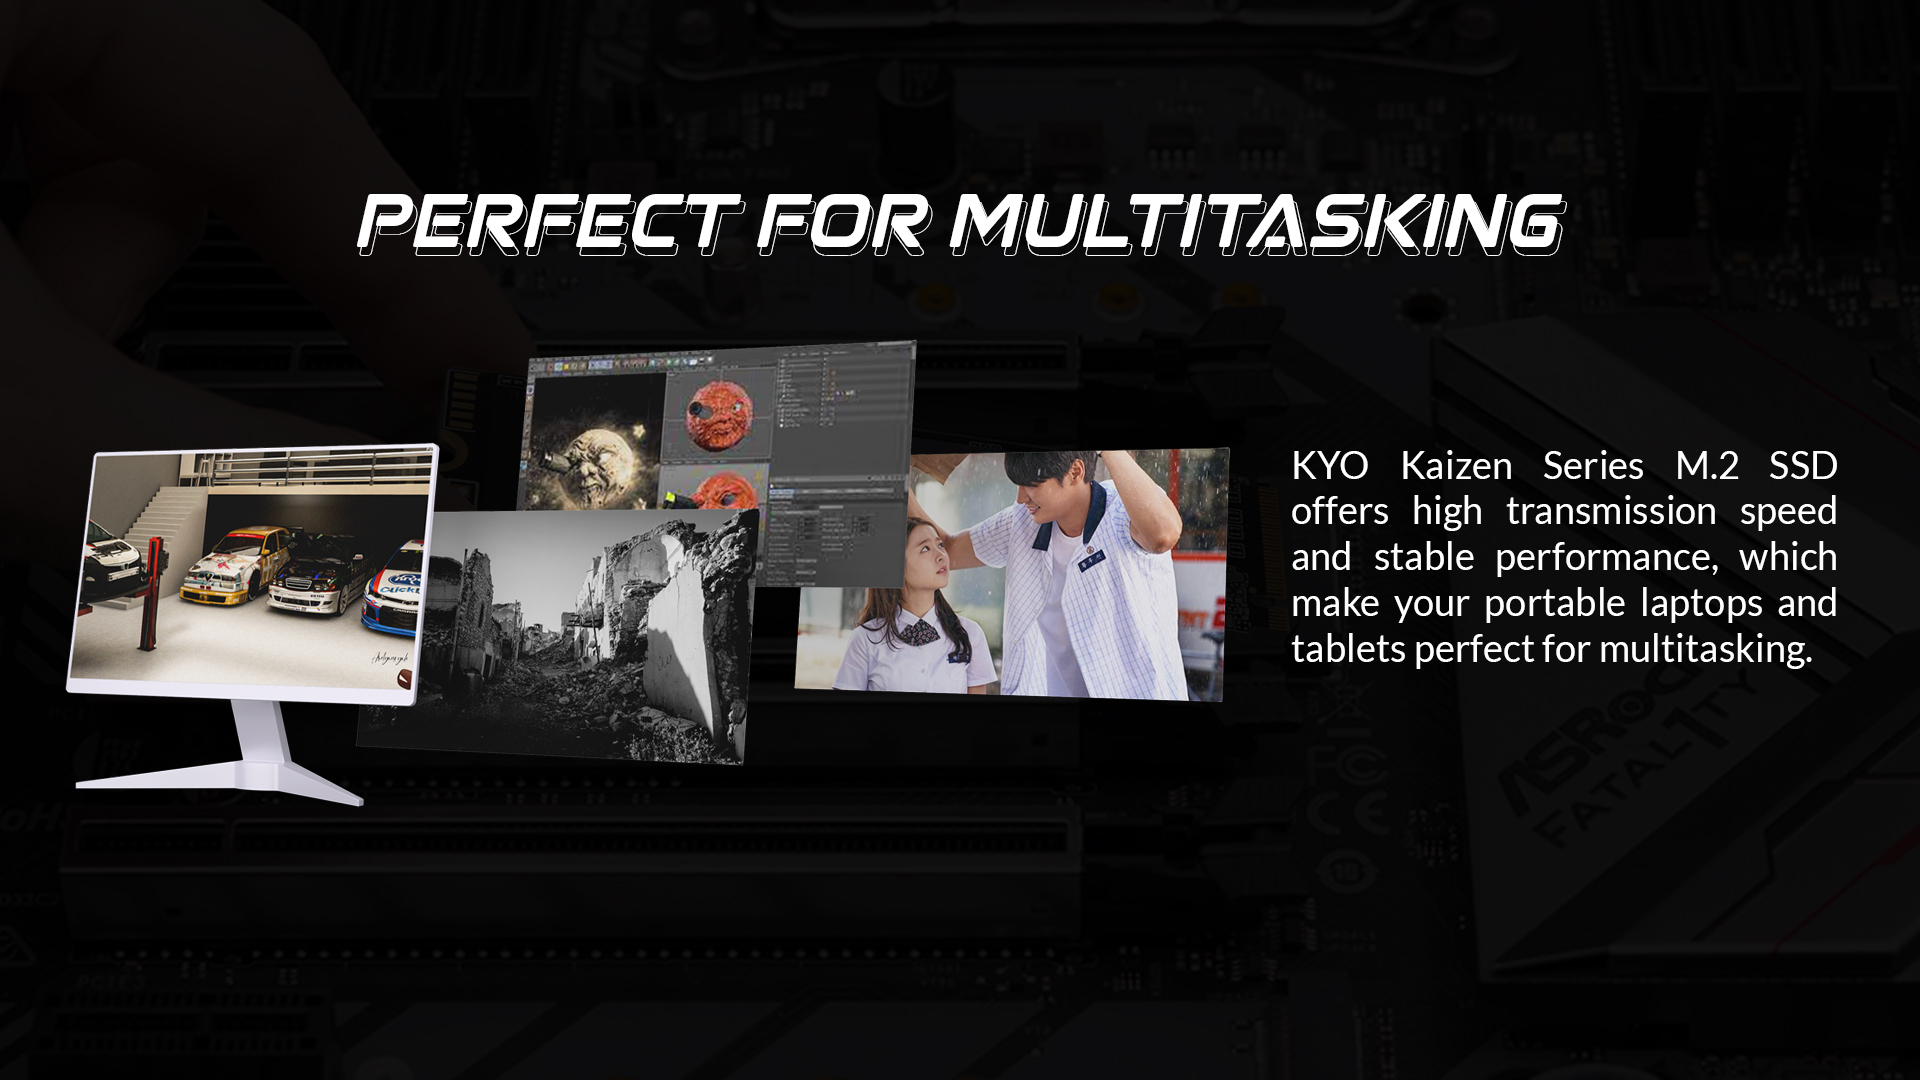 PERFECT FOR MULTITASKING
KYO Kaizen Series M.2 SSD
offers high transmission speed
and stable performance, which
make your portable laptops and
tablets perfect for multitasking.
ASROCK
FATAL1TY